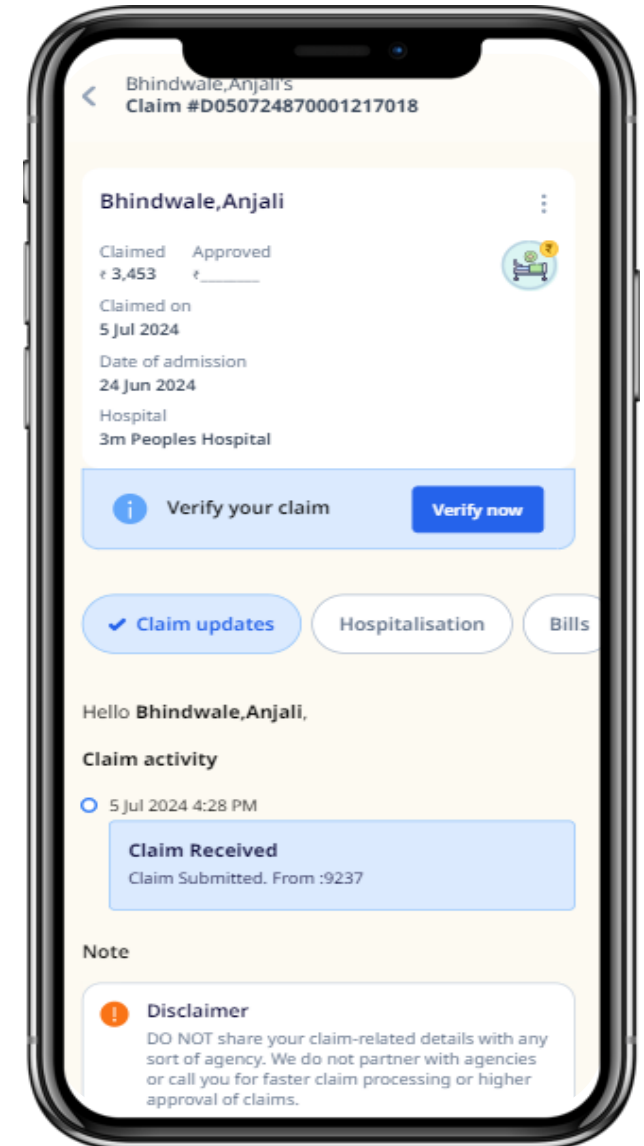 Bhindwale,Anjali's
Claim #D050724870001217018
Bhindwale,Anjali
Claimed Approved
₹ 3,453 ₹________
Claimed on
5 Jul 2024
Date of admission
24 Jun 2024
Hospital
3m Peoples Hospital
Verify your claim Verify now
Claim updates Hospitalisation Bills
Hello Bhindwale,Anjali,
Claim activity
5 Jul 2024 4:28 PM
Claim Received
Claim Submitted. From :9237
Note
Disclaimer
DO NOT share your claim-related details with any
sort of agency. We do not partner with agencies
or call you for faster claim processing or higher
approval of claims.